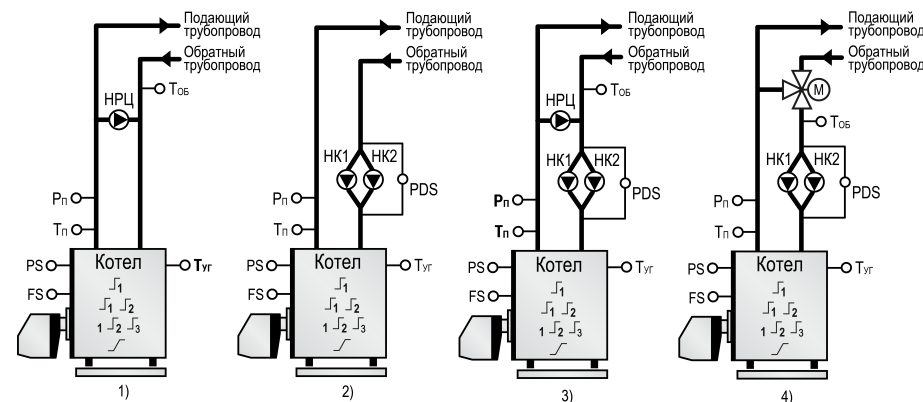 Подающий
трубопровод
Обратный
трубопровод
НРЦ
ТОБ
РП
ТП
PS
FS
Котел
1
1 2
1 2 3
ТУГ
1)
Подающий
трубопровод
Обратный
трубопровод
НК1 НК2
PDS
РП
ТП
PS
FS
Котел
1
1 2
1 2 3
ТУГ
2)
Подающий
трубопровод
Обратный
трубопровод
ТОБ
НРЦ
НК1 НК2
PDS
РП
ТП
PS
FS
Котел
1
1 2
1 2 3
ТУГ
3)
Подающий
трубопровод
Обратный
трубопровод
М
ТОБ
НК1 НК2
PDS
РП
ТП
PS
FS
Котел
1
1 2
1 2 3
ТУГ
4)